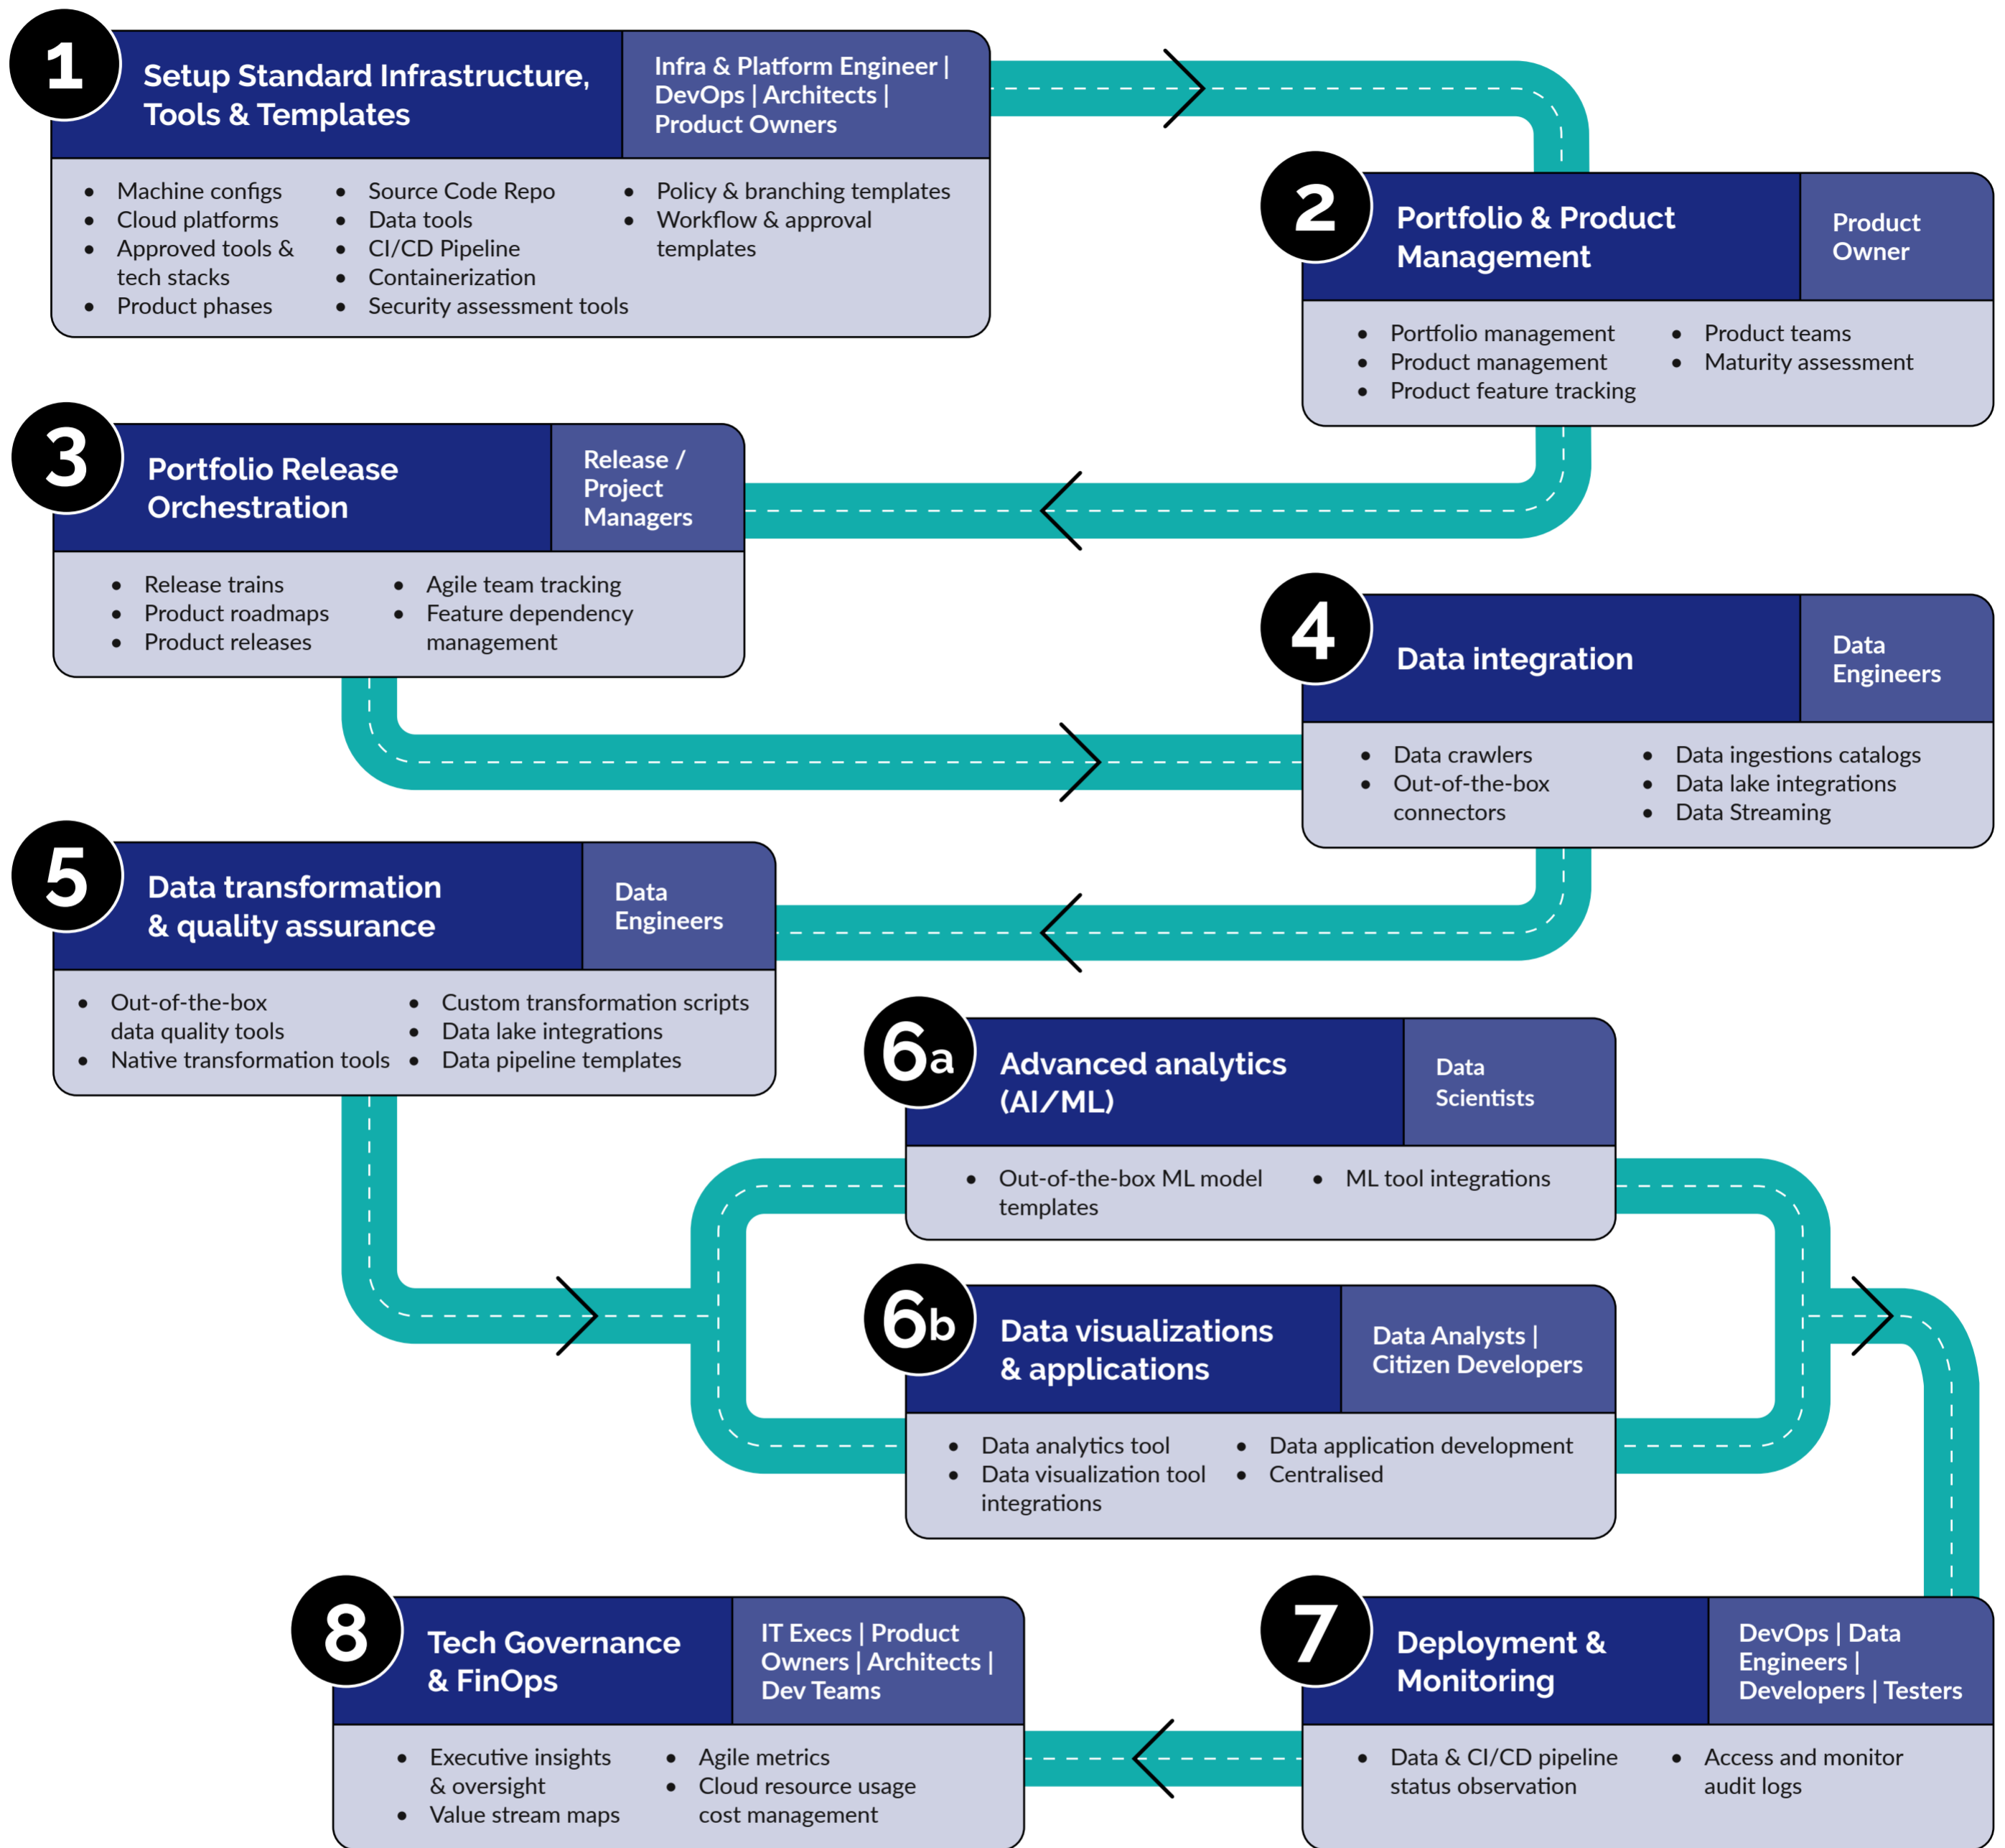 1
Setup Standard Infrastructure,
Tools & Templates
Infra & Platform Engineer |
DevOps | Architects |
Product Owners
• Machine configs
• Cloud platforms
• Approved tools &
tech stacks
• Product phases
• Source Code Repo
• Data tools
• CI/CD Pipeline
• Containerization
• Security assessment tools
• Policy & branching templates
• Workflow & approval
templates
2
Portfolio & Product
Management
Product
Owner
• Portfolio management
• Product management
• Product feature tracking
• Product teams
• Maturity assessment
3
Portfolio Release
Orchestration
Release /
Project
Managers
• Release trains
• Product roadmaps
• Product releases
• Agile team tracking
• Feature dependency
management
4
Data integration
Data
Engineers
• Data crawlers
• Out-of-the-box
connectors
• Data ingestions catalogs
• Data lake integrations
• Data Streaming
5
Data transformation
& quality assurance
Data
Engineers
• Out-of-the-box
data quality tools
• Native transformation tools
• Custom transformation scripts
• Data lake integrations
• Data pipeline templates
6a
Advanced analytics
(AI/ML)
Data
Scientists
• Out-of-the-box ML model
templates
• ML tool integrations
6b
Data visualizations
& applications
Data Analysts |
Citizen Developers
• Data analytics tool
• Data visualization tool
integrations
• Data application development
• Centralised
7
Deployment &
Monitoring
DevOps | Data
Engineers |
Developers | Testers
• Data & CI/CD pipeline
status observation
• Access and monitor
audit logs
8
Tech Governance
& FinOps
IT Execs | Product
Owners | Architects |
Dev Teams
• Executive insights
& oversight
• Value stream maps
• Agile metrics
• Cloud resource usage
cost management